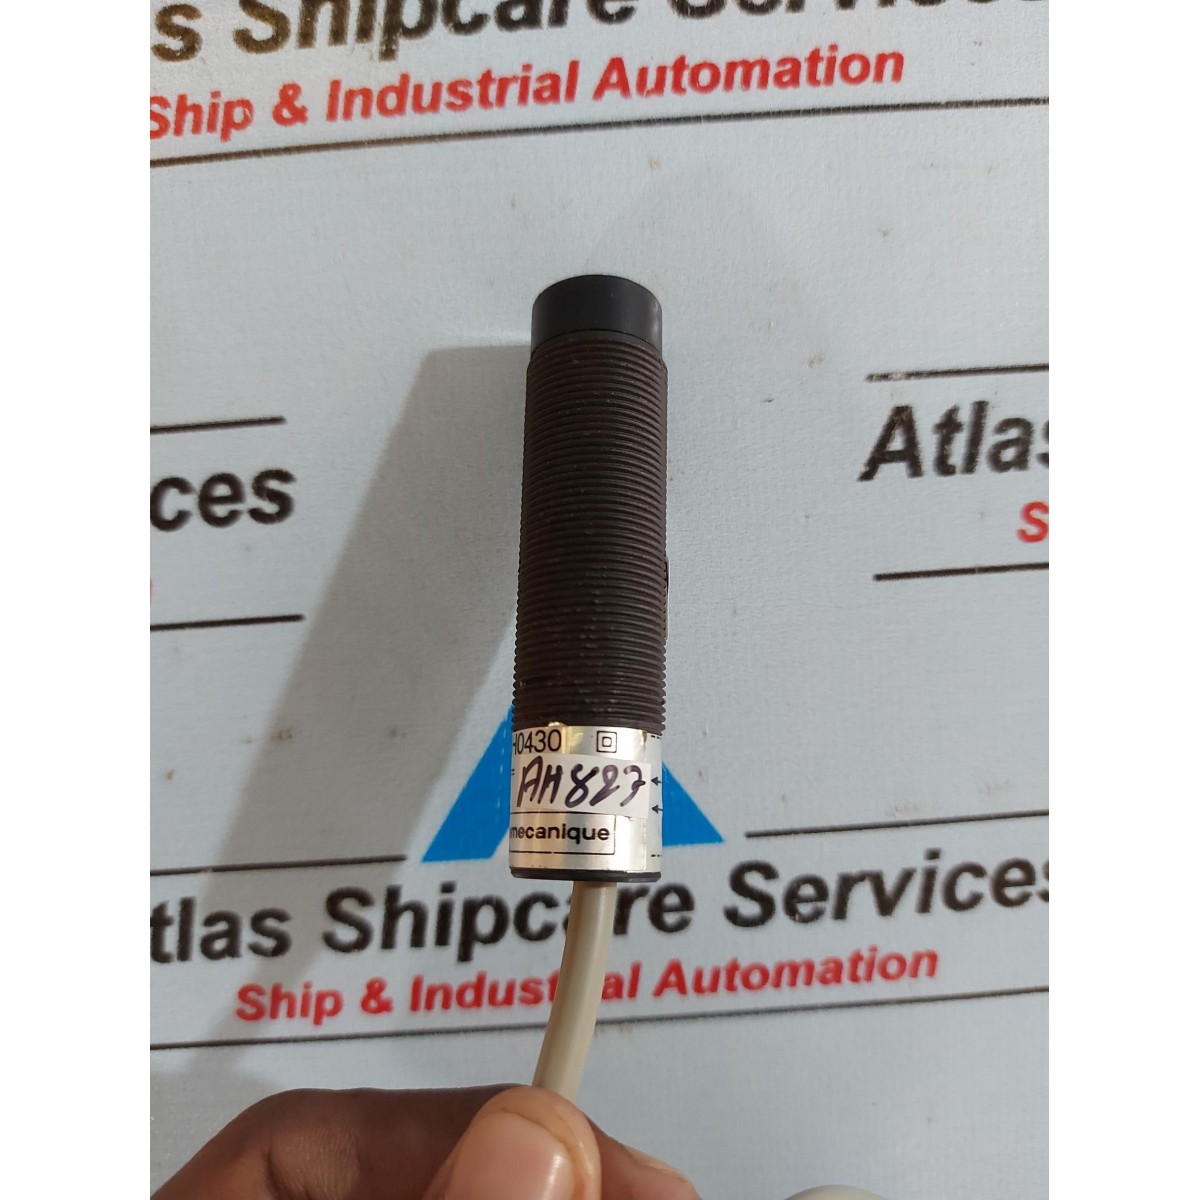 s Shipcare Services
Ship & Industrial Automation
ces
Atlas
S
H0430
AH827
mecanique
tlas Shipcare Services
Ship & Industrial Automation